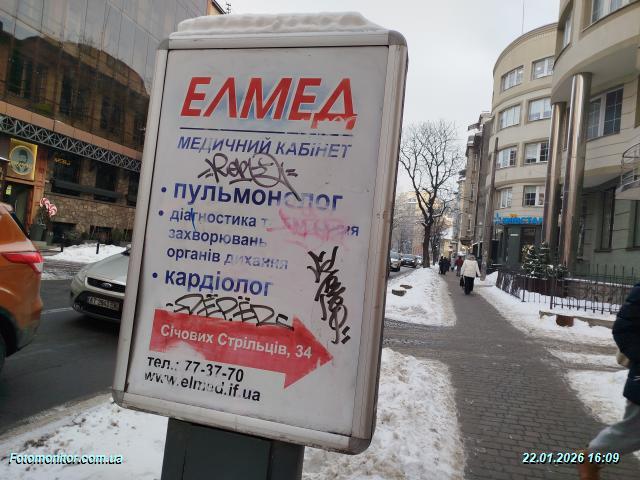 ЕЛМЕД
МЕДИЧНИЙ КАБІНЕТ
• пульмонолог
• діагностика т
захворювань
органів дихання
• кардіолог
Січових Стрільців, 34
тел.: 77-37-70
www.elmed.if.ua
Fotomonitor.com.ua
22.01.2026 16:09